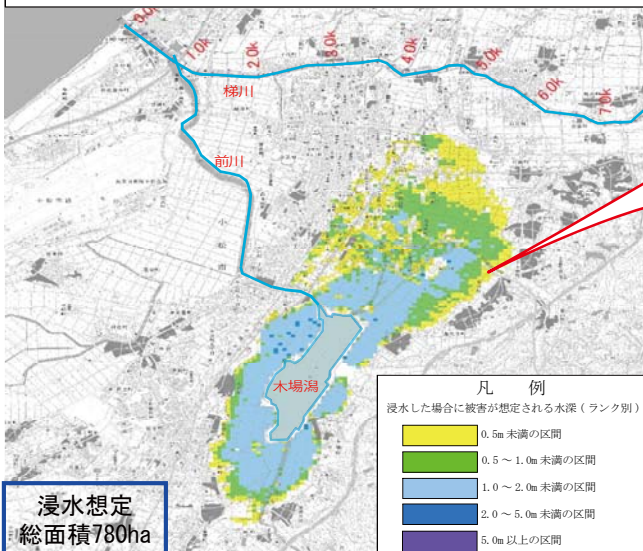 0.0k
1.0k
2.0k
3.0k
4.0k
5.0k
6.0k
7.0k
梯川
前川
小松市
木場潟
浸水想定
総面積780ha
凡 例
浸水した場合に被害が想定される水深 ( ランク別 )
0.5m 未満の区間
0.5 ～ 1.0m 未満の区間
1.0 ～ 2.0m 未満の区間
2.0 ～ 5.0m 未満の区間
5.0m 以上の区間